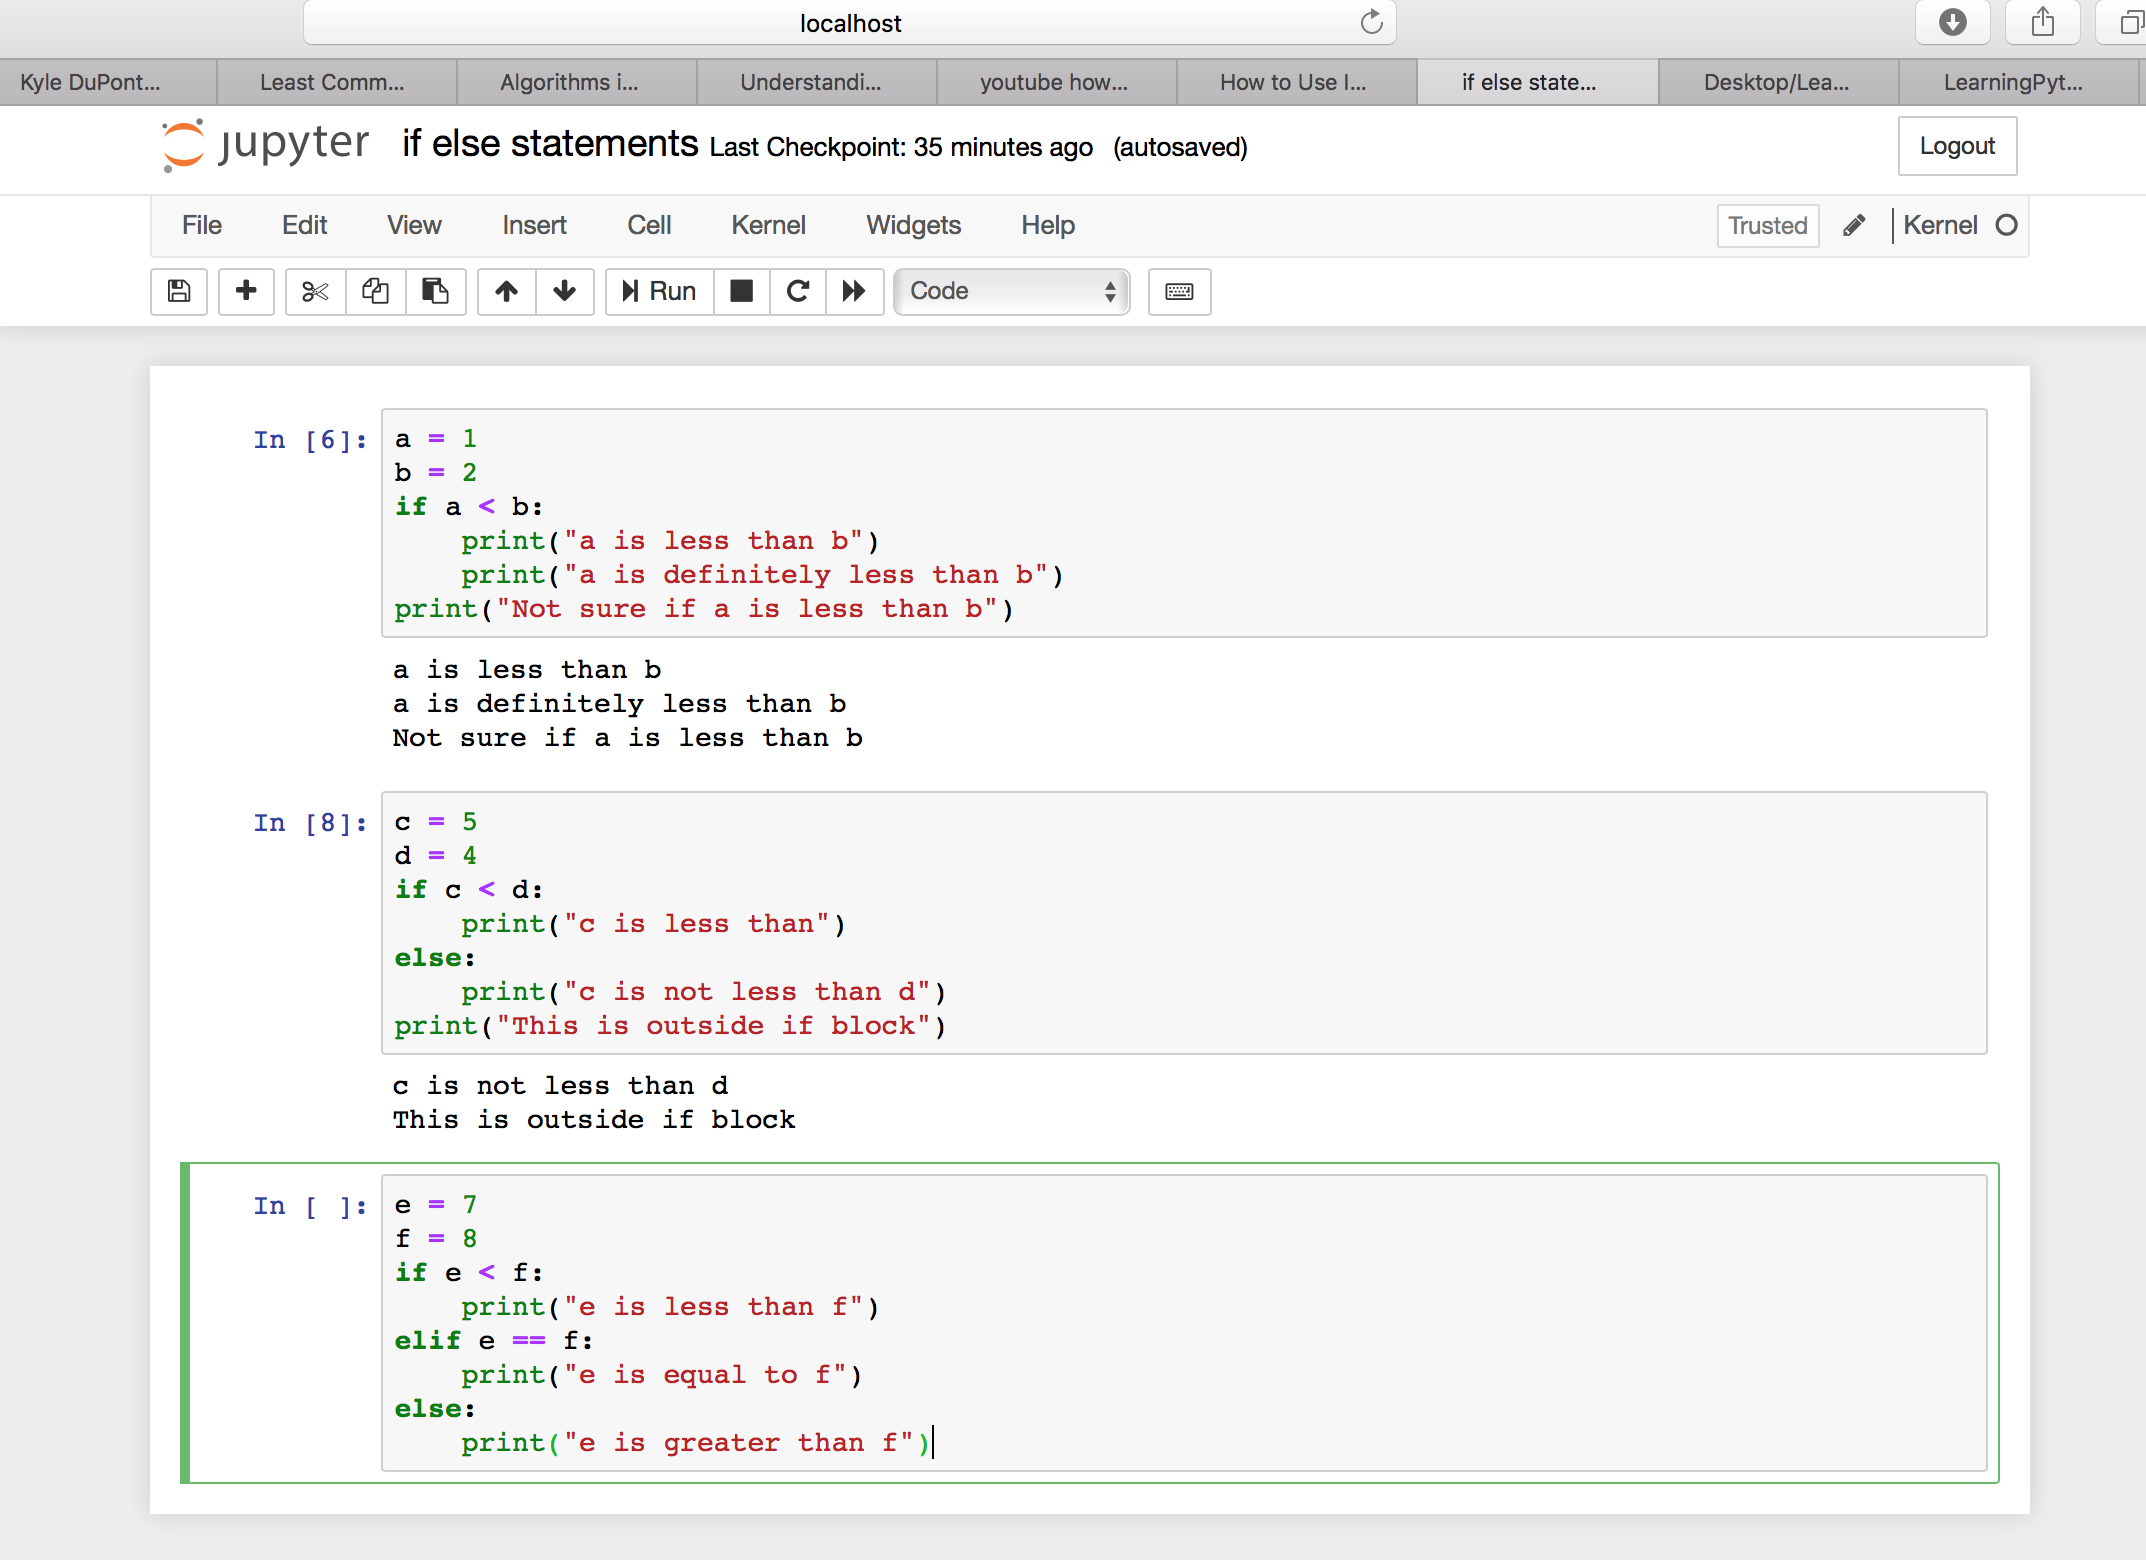 localhost
Kyle DuPont...
Least Comm...
Algorithms i...
Understandi...
youtube how...
How to Use I...
if else state...
Desktop/Lea...
LearningPyt...
jupyter if else statements Last Checkpoint: 35 minutes ago (autosaved)
Logout
File Edit View Insert Cell Kernel Widgets Help
Trusted
Kernel
Run
Code
In [6]:
a = 1
b = 2
if a < b:
    print("a is less than b")
    print("a is definitely less than b")
print("Not sure if a is less than b")
a is less than b
a is definitely less than b
Not sure if a is less than b
In [8]:
c = 5
d = 4
if c < d:
    print("c is less than")
else:
    print("c is not less than d")
print("This is outside if block")
c is not less than d
This is outside if block
In [ ]:
e = 7
f = 8
if e < f:
    print("e is less than f")
elif e == f:
    print("e is equal to f")
else:
    print("e is greater than f")